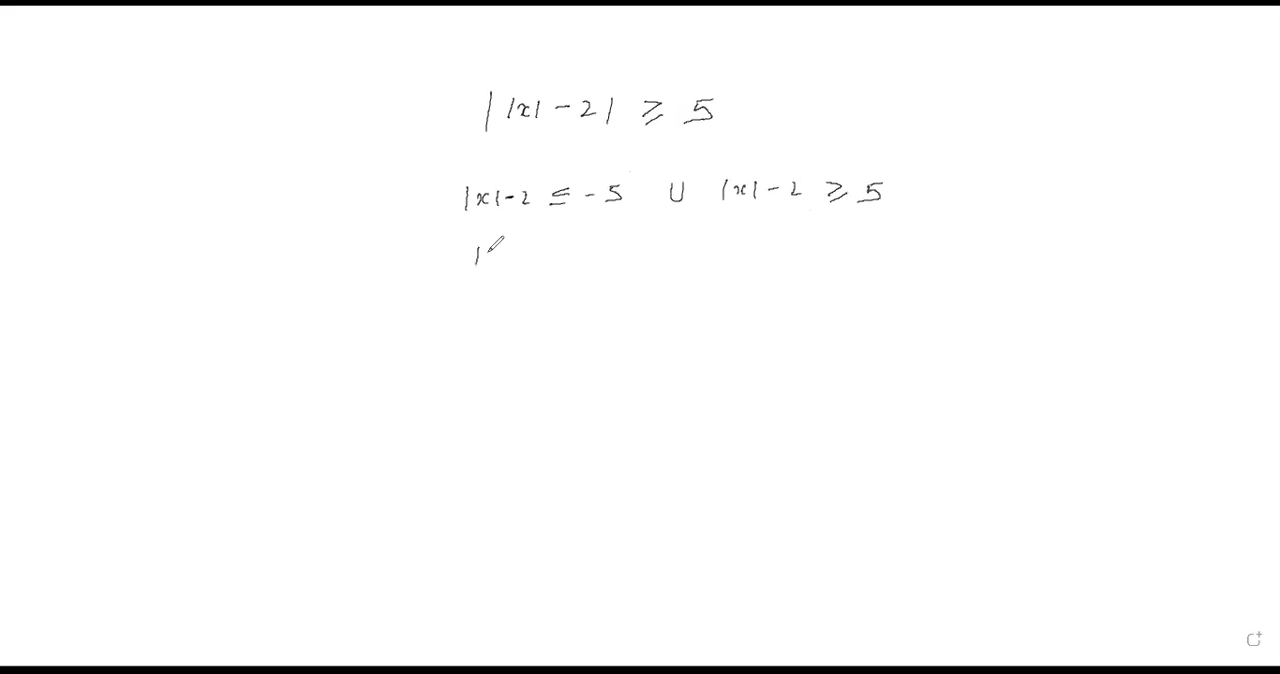 ||x| - 2| ⩾ 5
|x| - 2 ≤ -5 ∪ |x| - 2 ⩾ 5
|